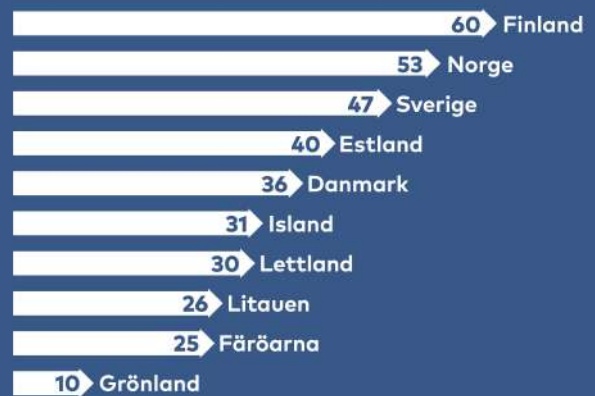 60 Finland
53 Norge
47 Sverige
40 Estland
36 Danmark
31 Island
30 Lettland
26 Litauen
25 Färöarna
10 Grönland